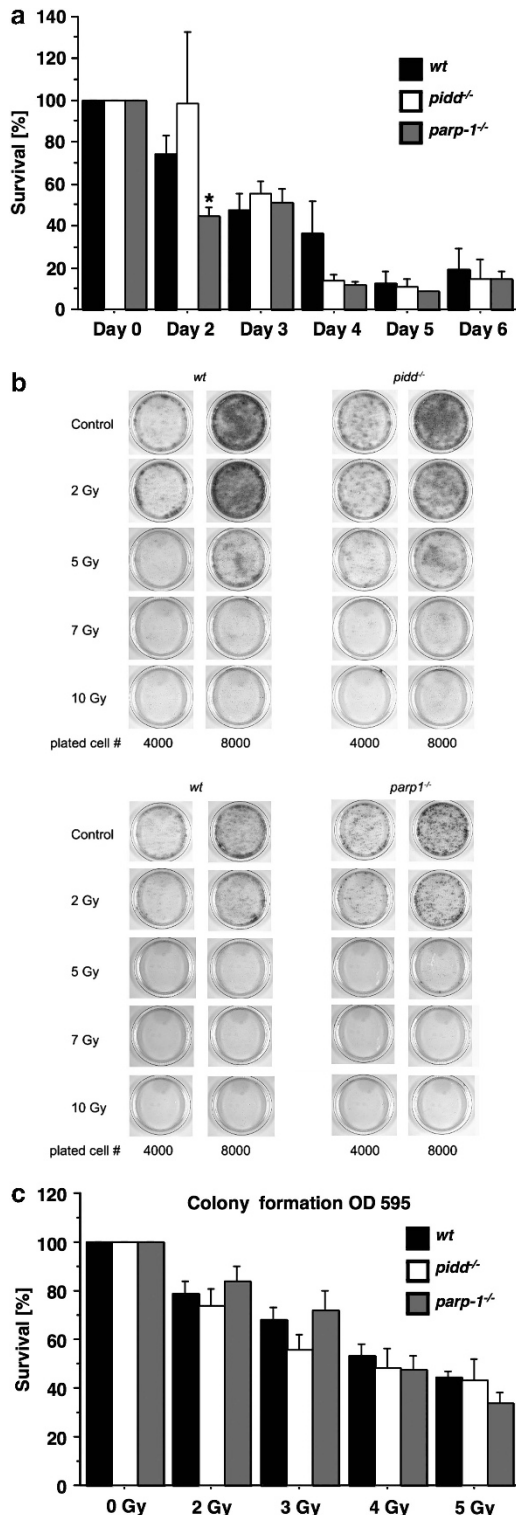 a
140
120
100
80
60
40
20
0
Survival [%]
wt
pidd-/-
parp-1-/-
*
Day 0 Day 2 Day 3 Day 4 Day 5 Day 6
b
wt pidd-/-
Control
2 Gy
5 Gy
7 Gy
10 Gy
plated cell # 4000 8000 4000 8000
wt parp1-/-
Control
2 Gy
5 Gy
7 Gy
10 Gy
plated cell # 4000 8000 4000 8000
c
Colony formation OD 595
120
100
80
60
40
20
0
Survival [%]
wt
pidd-/-
parp-1-/-
0 Gy 2 Gy 3 Gy 4 Gy 5 Gy